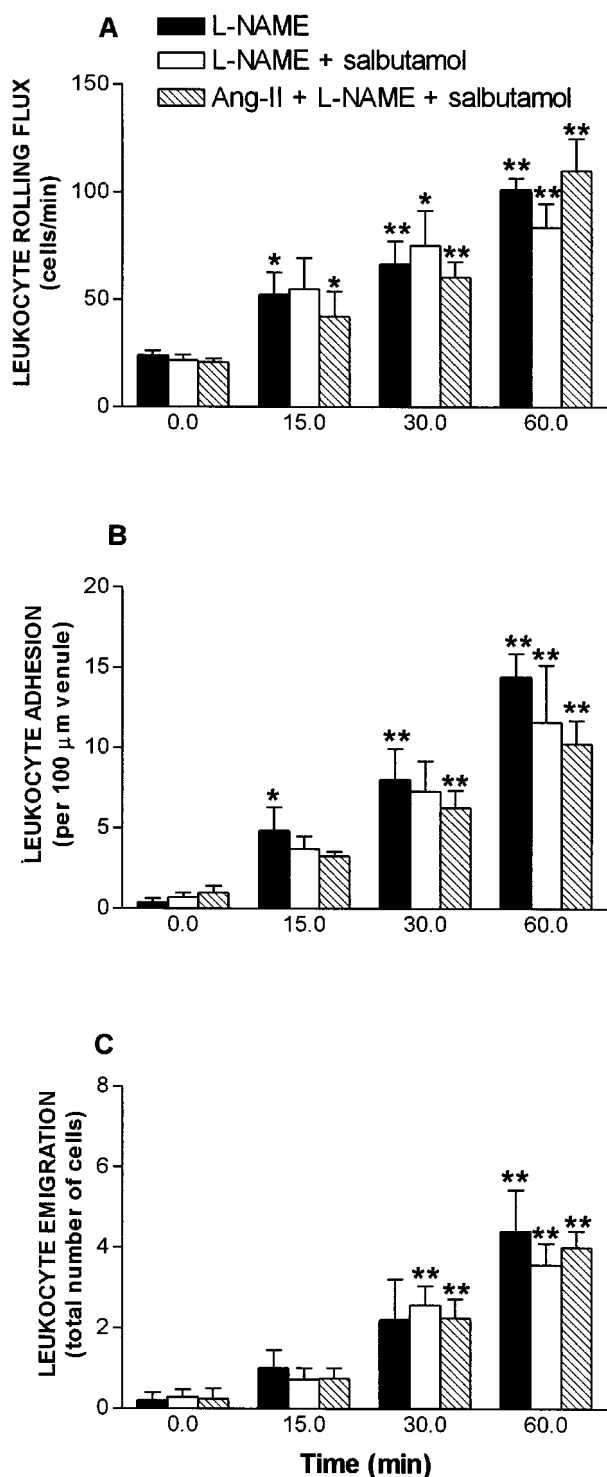 A
L-NAME
L-NAME + salbutamol
Ang-II + L-NAME + salbutamol
LEUKOCYTE ROLLING FLUX
(cells/min)
150
100
50
0
* *
** * **
** ** **
0.0 15.0 30.0 60.0
B
LEUKOCYTE ADHESION
(per 100 μm venule)
20
15
10
5
0
*
** **
** ** **
0.0 15.0 30.0 60.0
C
LEUKOCYTE EMIGRATION
(total number of cells)
8
6
4
2
0
** **
** ** **
0.0 15.0 30.0 60.0
Time (min)